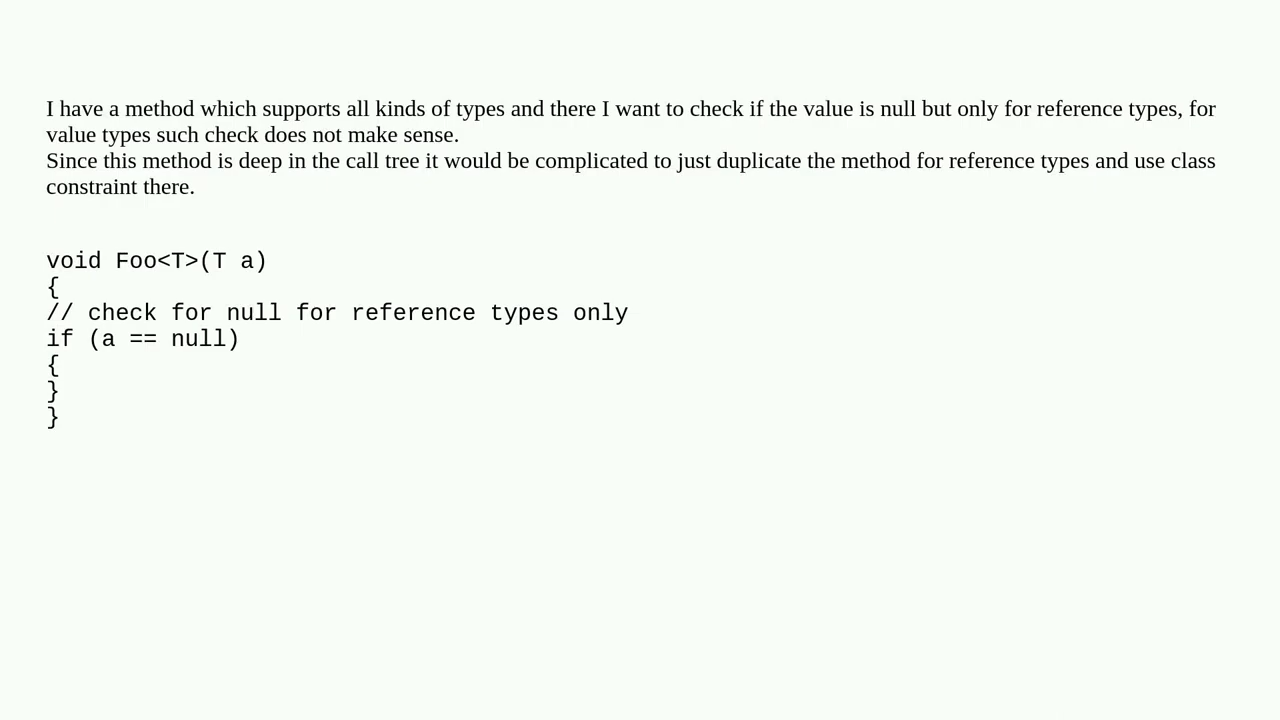 I have a method which supports all kinds of types and there I want to check if the value is null but only for reference types, for
value types such check does not make sense.
Since this method is deep in the call tree it would be complicated to just duplicate the method for reference types and use class
constraint there.
void Foo<T>(T a)
{
// check for null for reference types only
if (a == null)
{
}
}